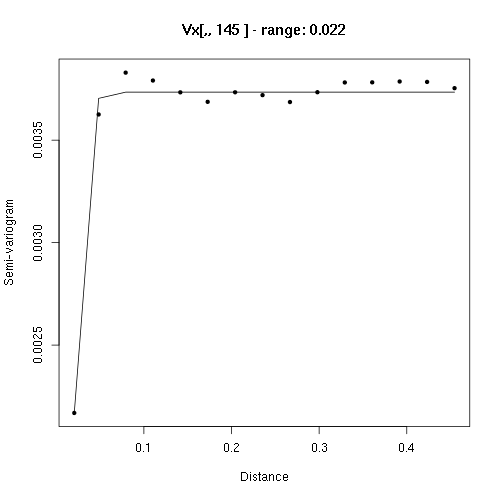 Vx[,, 145 ] - range: 0.022
Semi-variogram
0.0035
0.0030
0.0025
0.1 0.2 0.3 0.4
Distance